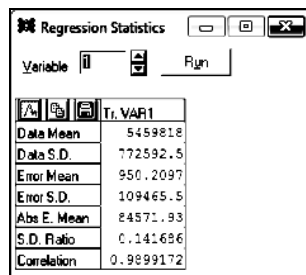 Regression Statistics
Variable 1 Run
Tr. VAR1
Data Mean 5459818
Data S.D. 772592.5
Error Mean 950.2097
Error S.D. 109465.5
Abs E. Mean 84571.93
S.D. Ratio 0.141686
Correlation 0.9899172